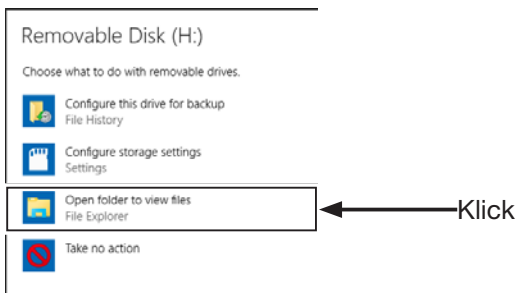 Removable Disk (H:)
Choose what to do with removable drives.
Configure this drive for backup
File History
Configure storage settings
Settings
Open folder to view files
File Explorer
Klick
Take no action